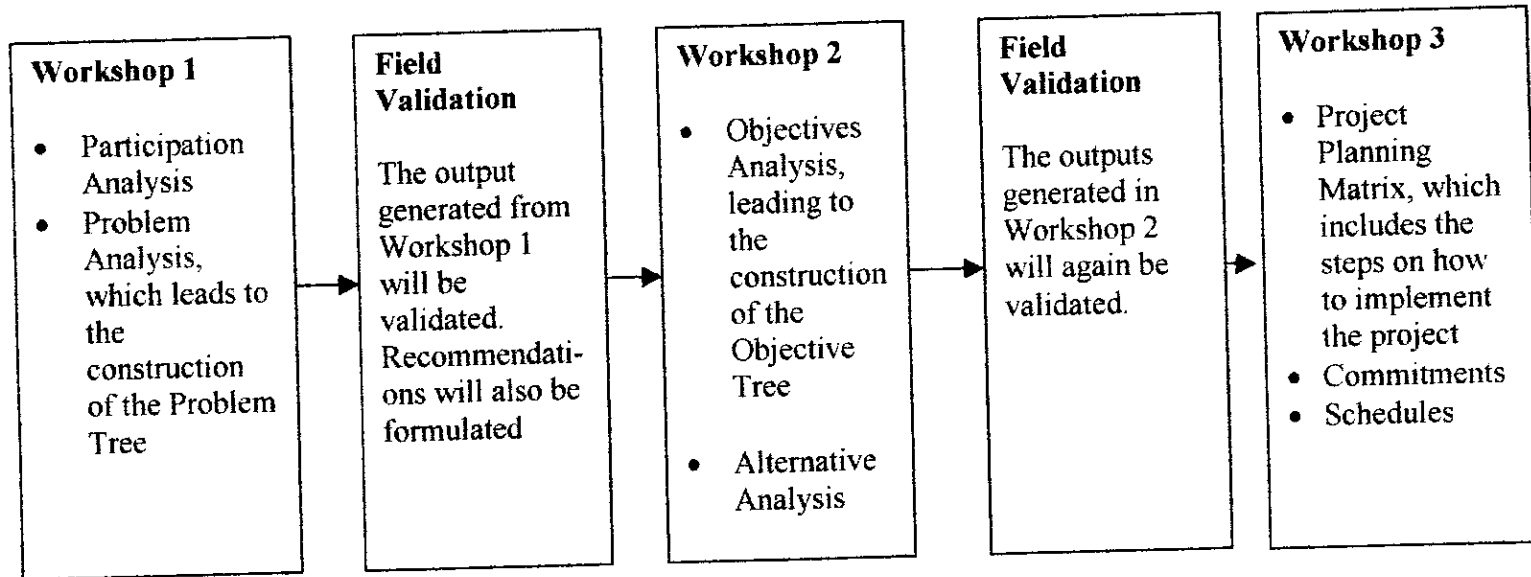 Workshop 1
• Participation
Analysis
• Problem
Analysis,
which leads to
the
construction
of the Problem
Tree
Field
Validation
The output
generated from
Workshop 1
will be
validated.
Recommendati-
ons will also be
formulated
Workshop 2
• Objectives
Analysis,
leading to
the
construction
of the
Objective
Tree
• Alternative
Analysis
Field
Validation
The outputs
generated in
Workshop 2
will again be
validated.
Workshop 3
• Project
Planning
Matrix, which
includes the
steps on how
to implement
the project
• Commitments
• Schedules